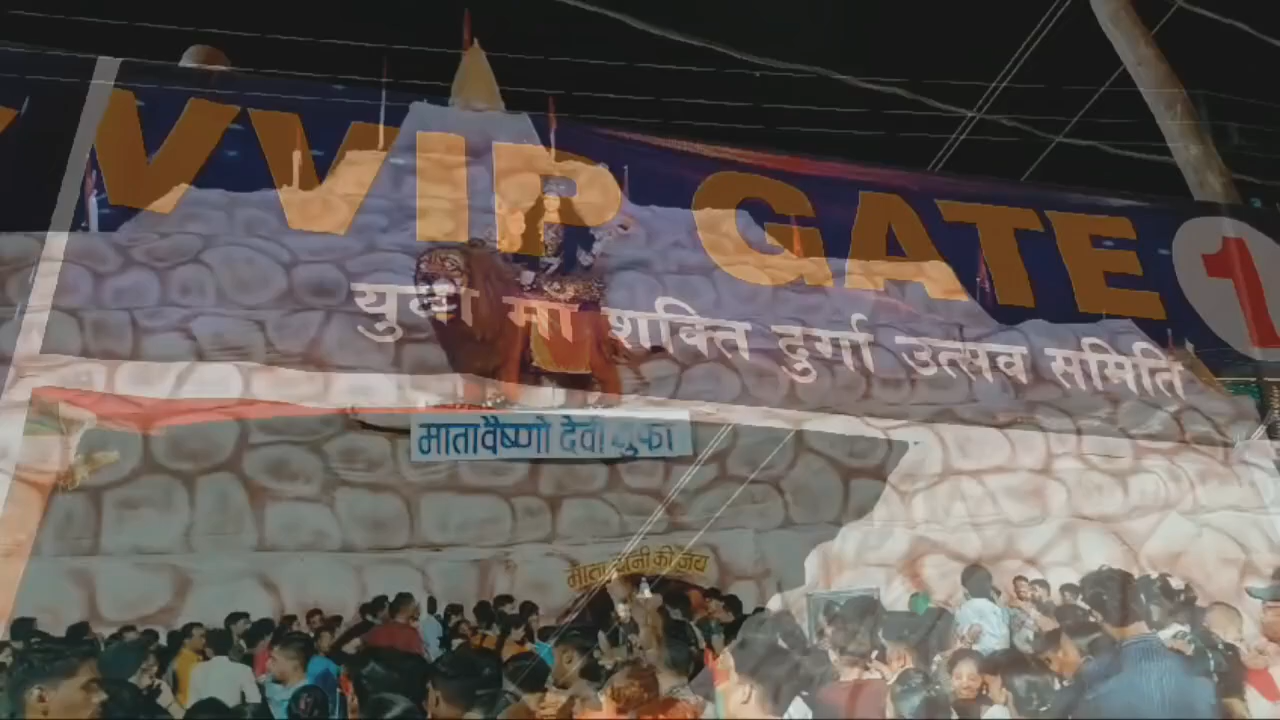 VVIP GATE 1
युवा मा शक्ति दुर्गा उत्सव समिति
माता वैष्णो देवी गुफा
माता रानी की जय